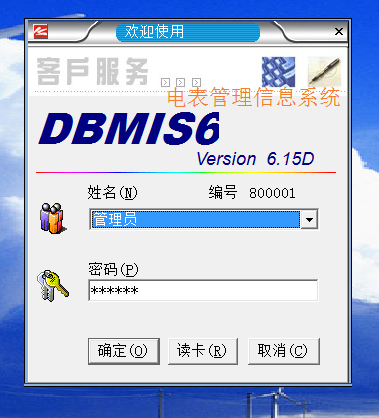 欢迎使用
客戶服务
电表管理信息系统
DBMIS6
Version 6.15D
姓名(N) 编号 800001
管理员
密码(P)
******
确定(O) 读卡(R) 取消(C)